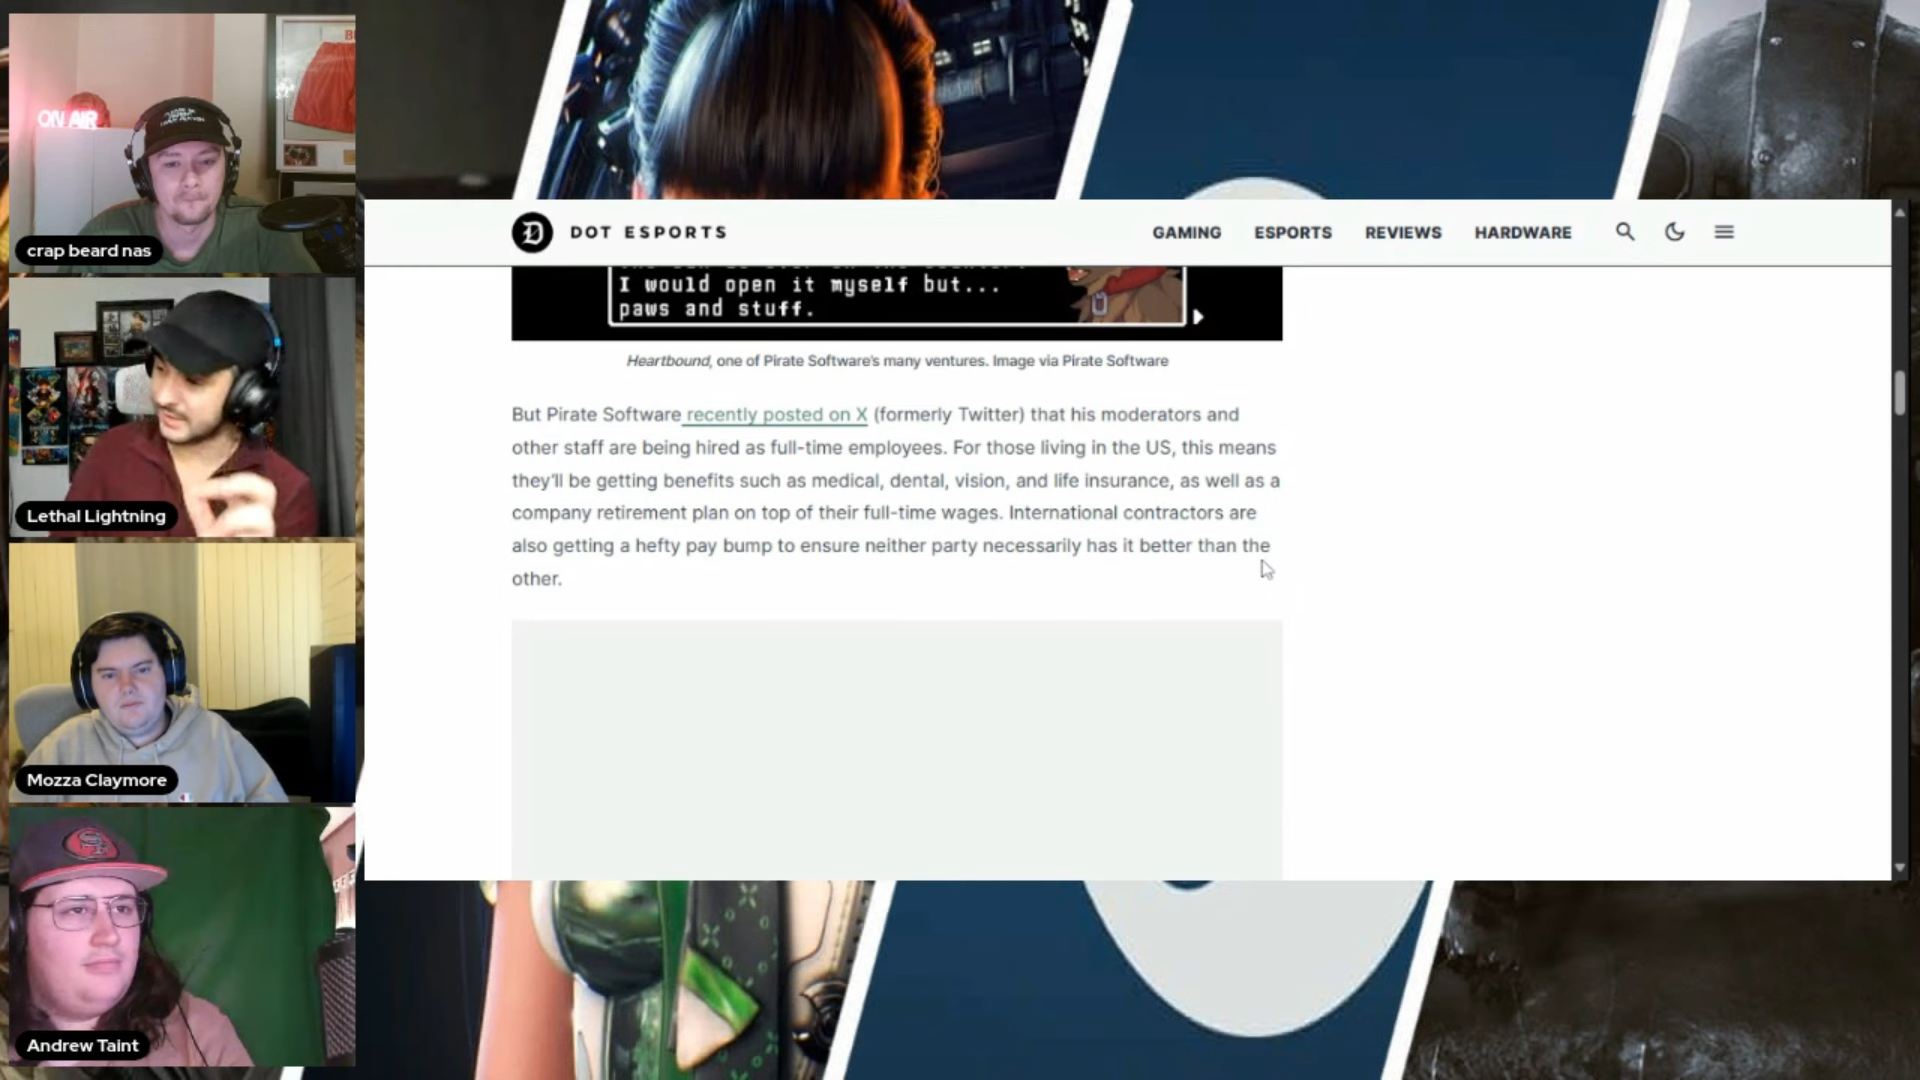 ON AIR
crap beard nas
Lethal Lightning
Mozza Claymore
Andrew Taint
DOT ESPORTS
GAMING ESPORTS REVIEWS HARDWARE
I would open it myself but...
paws and stuff.
Heartbound, one of Pirate Software's many ventures. Image via Pirate Software
But Pirate Software recently posted on X (formerly Twitter) that his moderators and
other staff are being hired as full-time employees. For those living in the US, this means
they'll be getting benefits such as medical, dental, vision, and life insurance, as well as a
company retirement plan on top of their full-time wages. International contractors are
also getting a hefty pay bump to ensure neither party necessarily has it better than the
other.